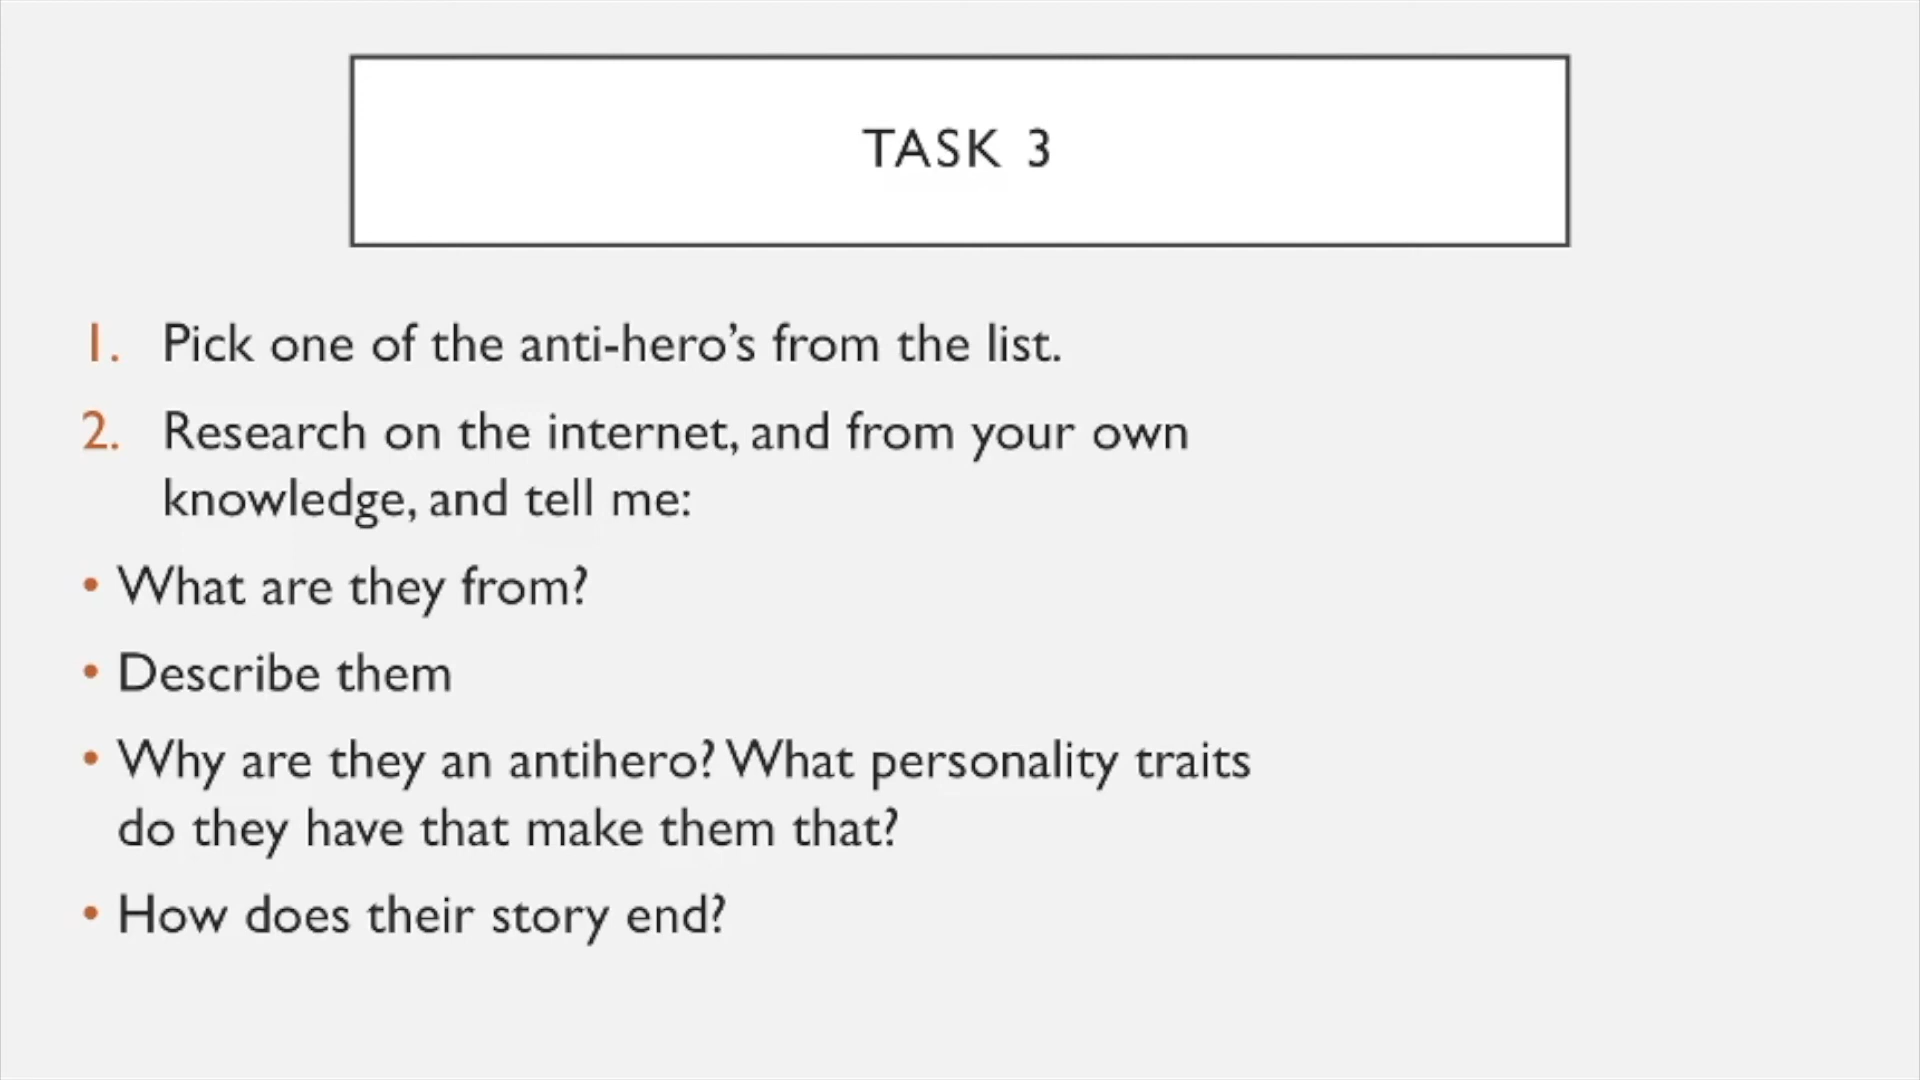 TASK 3
1. Pick one of the anti-hero’s from the list.
2. Research on the internet, and from your own
knowledge, and tell me:
• What are they from?
• Describe them
• Why are they an antihero? What personality traits
do they have that make them that?
• How does their story end?